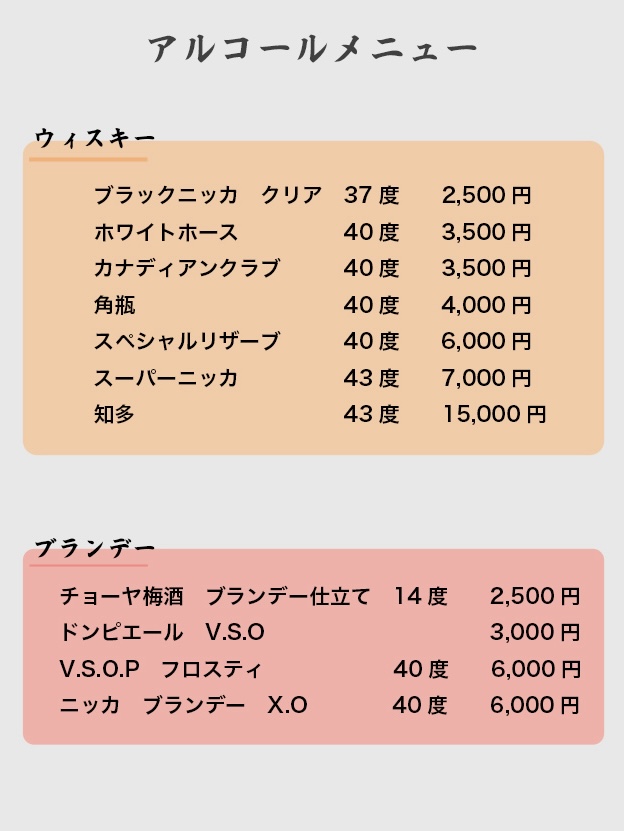 アルコールメニュー
ウィスキー
ブラックニッカ　クリア　37 度　2,500 円
ホワイトホース　40 度　3,500 円
カナディアンクラブ　40 度　3,500 円
角瓶　40 度　4,000 円
スペシャルリザーブ　40 度　6,000 円
スーパーニッカ　43 度　7,000 円
知多　43 度　15,000 円
ブランデー
チョーヤ梅酒　ブランデー仕立て　14 度　2,500 円
ドンピエール　V.S.O　3,000 円
V.S.O.P　フロスティ　40 度　6,000 円
ニッカ　ブランデー　X.O　40 度　6,000 円